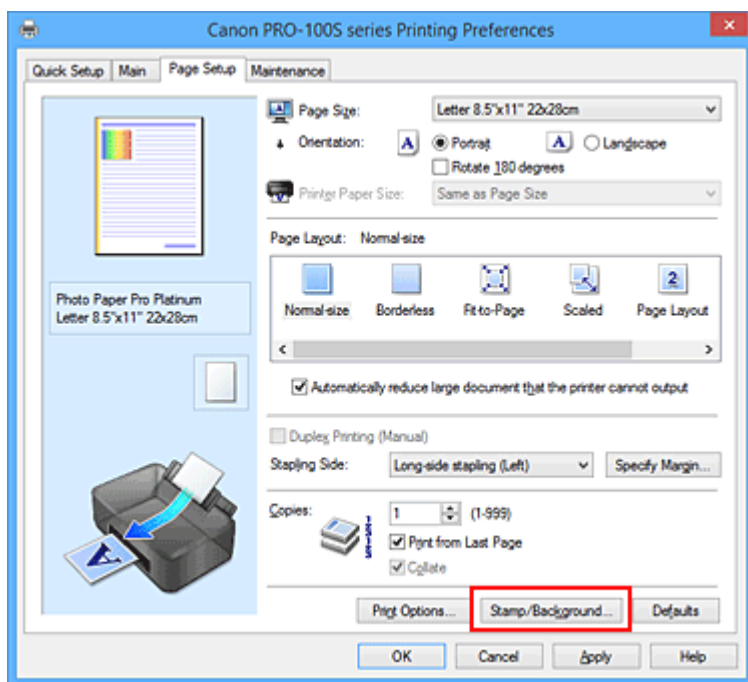 Canon PRO-100S series Printing Preferences
Quick Setup Main Page Setup Maintenance
Page Size: Letter 8.5"x11" 22x28cm
Orientation: A Portrait A Landscape
Rotate 180 degrees
Printer Paper Size: Same as Page Size
Page Layout: Normal-size
2
Normal-size Borderless Fit-to-Page Scaled Page Layout
Photo Paper Pro Platinum
Letter 8.5"x11" 22x28cm
Automatically reduce large document that the printer cannot output
Duplex Printing (Manual)
Stapling Side: Long-side stapling (Left) Specify Margin...
Copies: 1 (1-999)
Print from Last Page
Collate
A
Print Options... Stamp/Background... Defaults
OK Cancel Apply Help